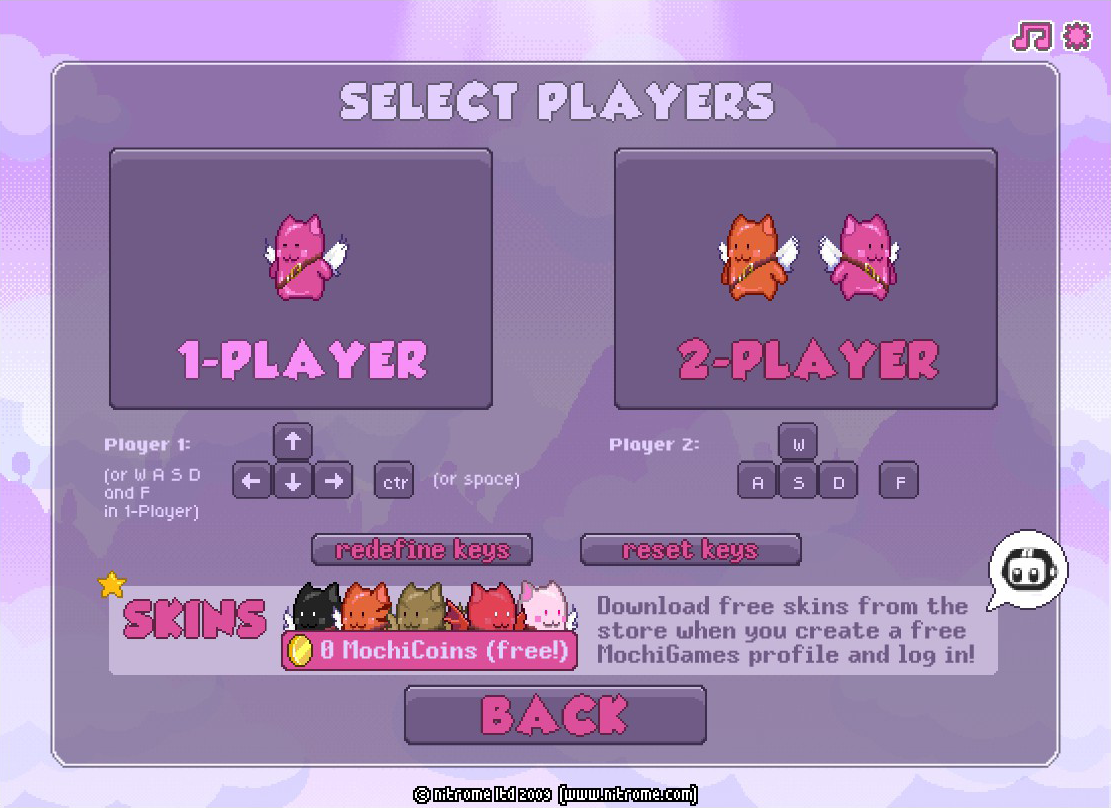 SELECT PLAYERS
1-PLAYER
2-PLAYER
Player 1:
(or W A S D
and F
in 1-Player)
↑
← ↓ →
ctr
(or space)
Player 2:
W
A S D
F
redefine keys
reset keys
SKINS
0 MochiCoins (free!)
Download free skins from the
store when you create a free
MochiGames profile and log in!
BACK
© nitrome ltd 2009 (www.nitrome.com)